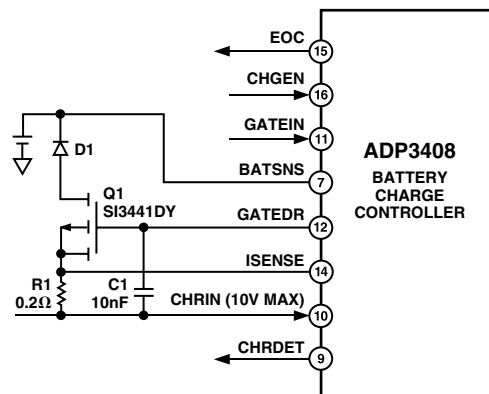 EOC
15
CHGEN
16
GATEIN
11
D1
BATSNS
7
ADP3408
BATTERY
CHARGE
CONTROLLER
Q1
SI3441DY
GATEDR
12
ISENSE
14
R1
0.2Ω
C1
10nF
CHRIN (10V MAX)
10
CHRDET
9